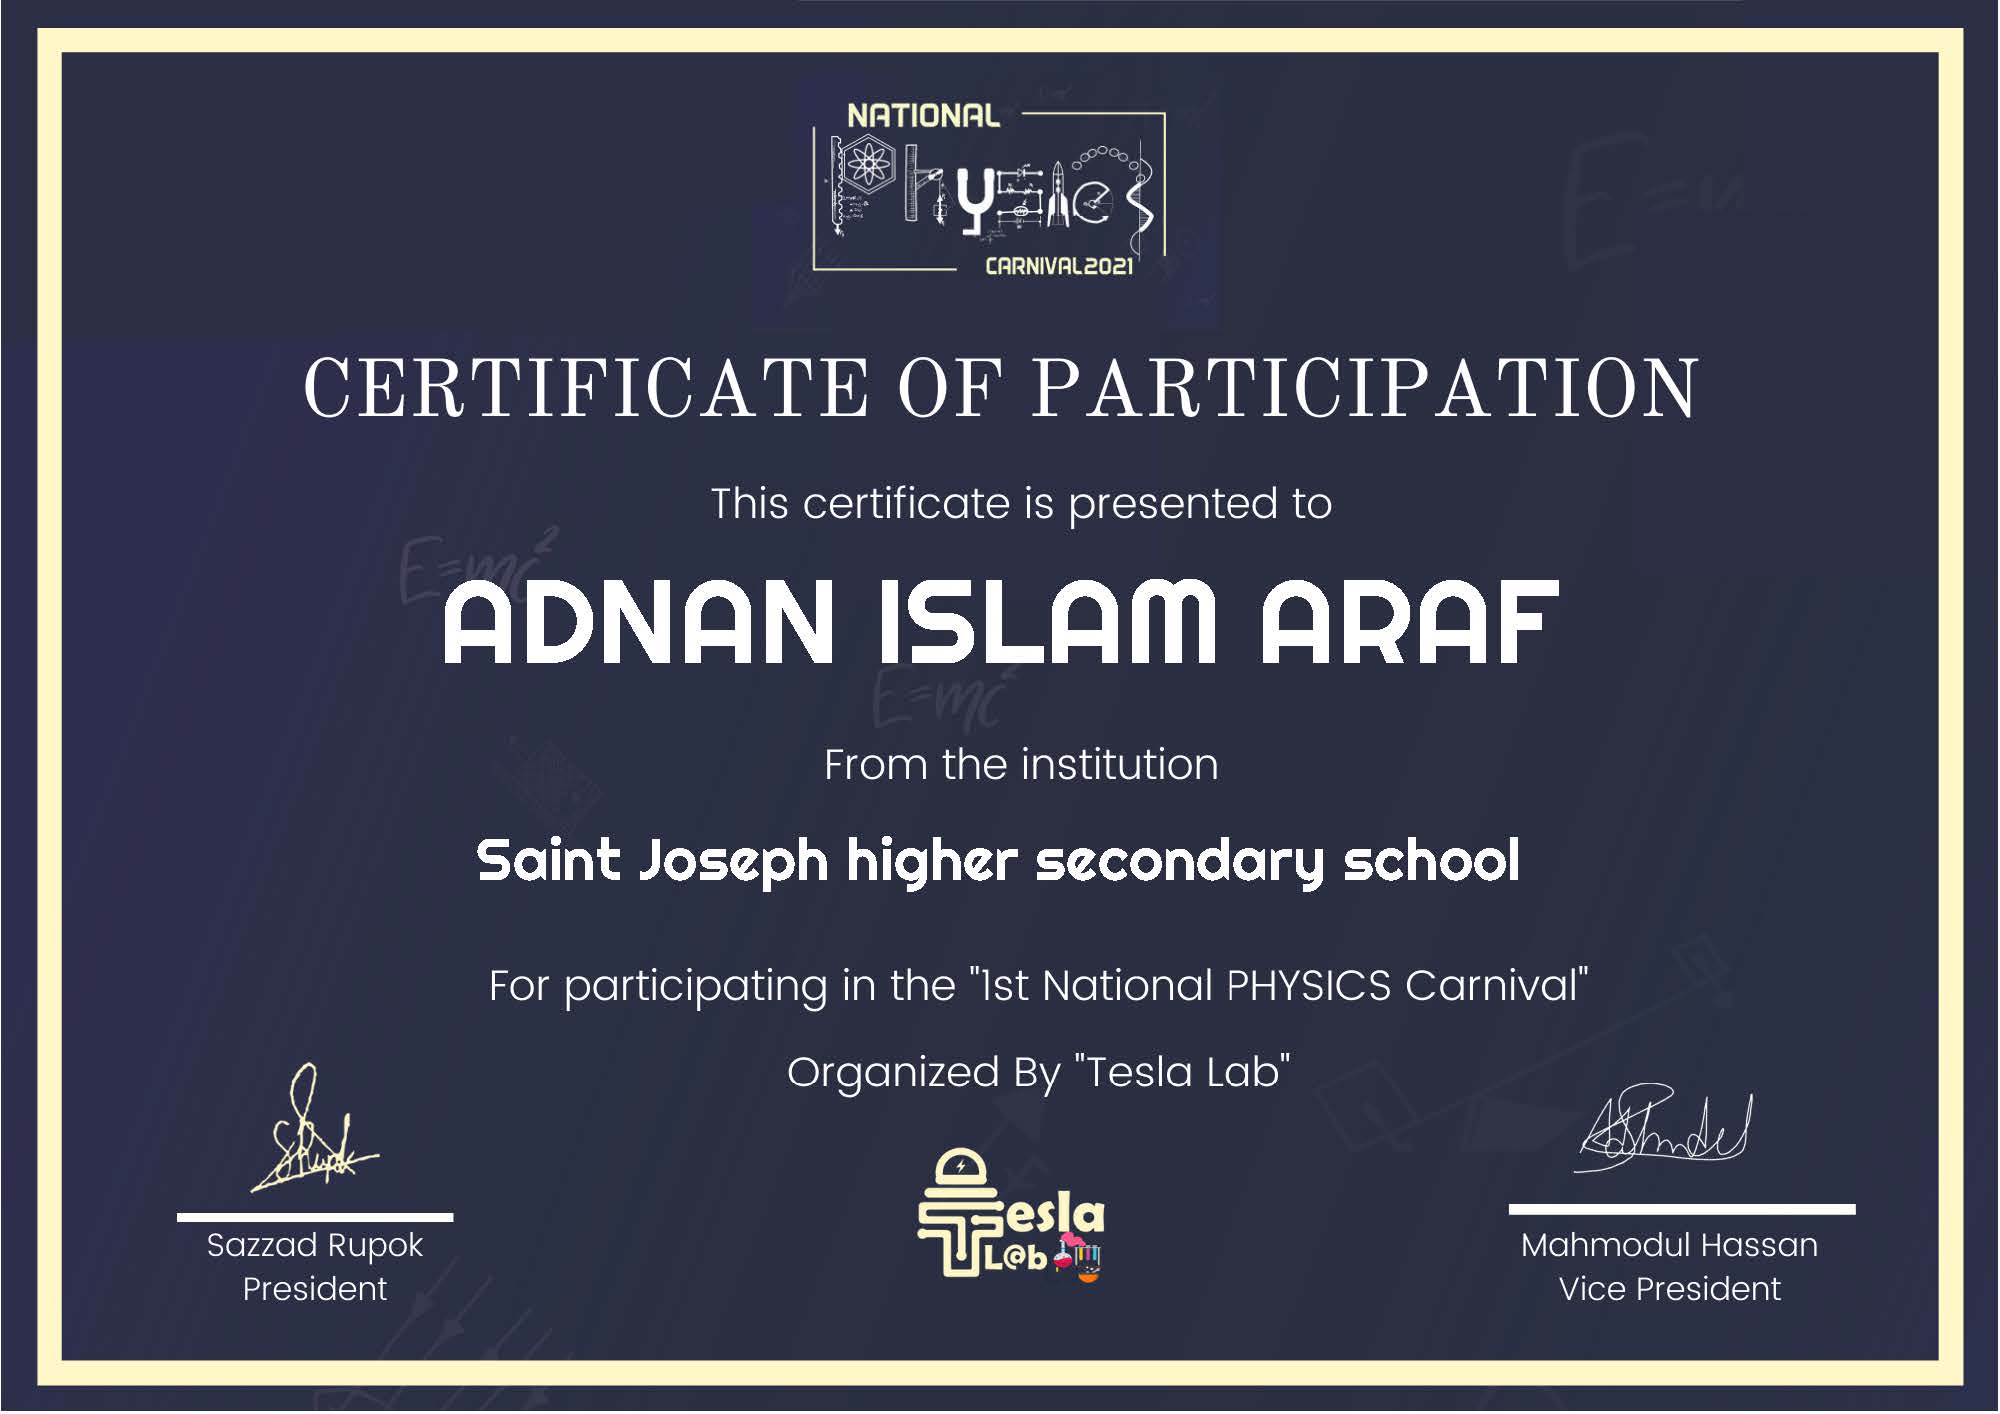 NATIONAL
Physics
CARNIVAL2021
CERTIFICATE OF PARTICIPATION
This certificate is presented to
E=mc²
ADNAN ISLAM ARAF
E=mc²
From the institution
Saint Joseph higher secondary school
For participating in the "1st National PHYSICS Carnival"
Organized By "Tesla Lab"
Tesla
L@b
Sazzad Rupok
President
Mahmodul Hassan
Vice President